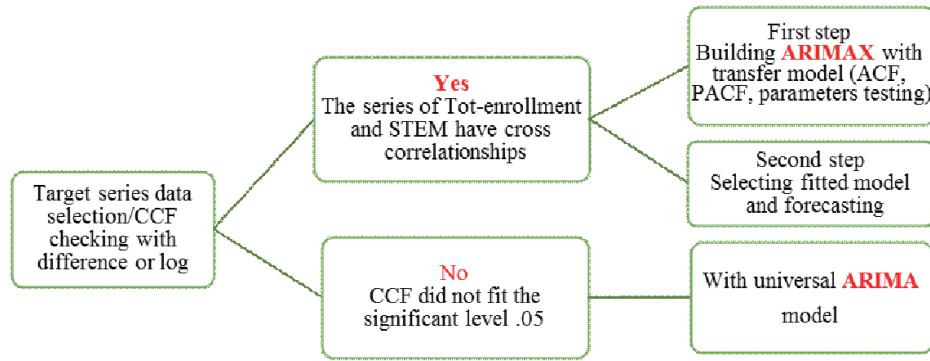 Target series data
selection/CCF
checking with
difference or log
Yes
The series of Tot-enrollment
and STEM have cross
correlationships
No
CCF did not fit the
significant level .05
First step
Building ARIMAX with
transfer model (ACF,
PACF, parameters testing)
Second step
Selecting fitted model
and forecasting
With universal ARIMA
model